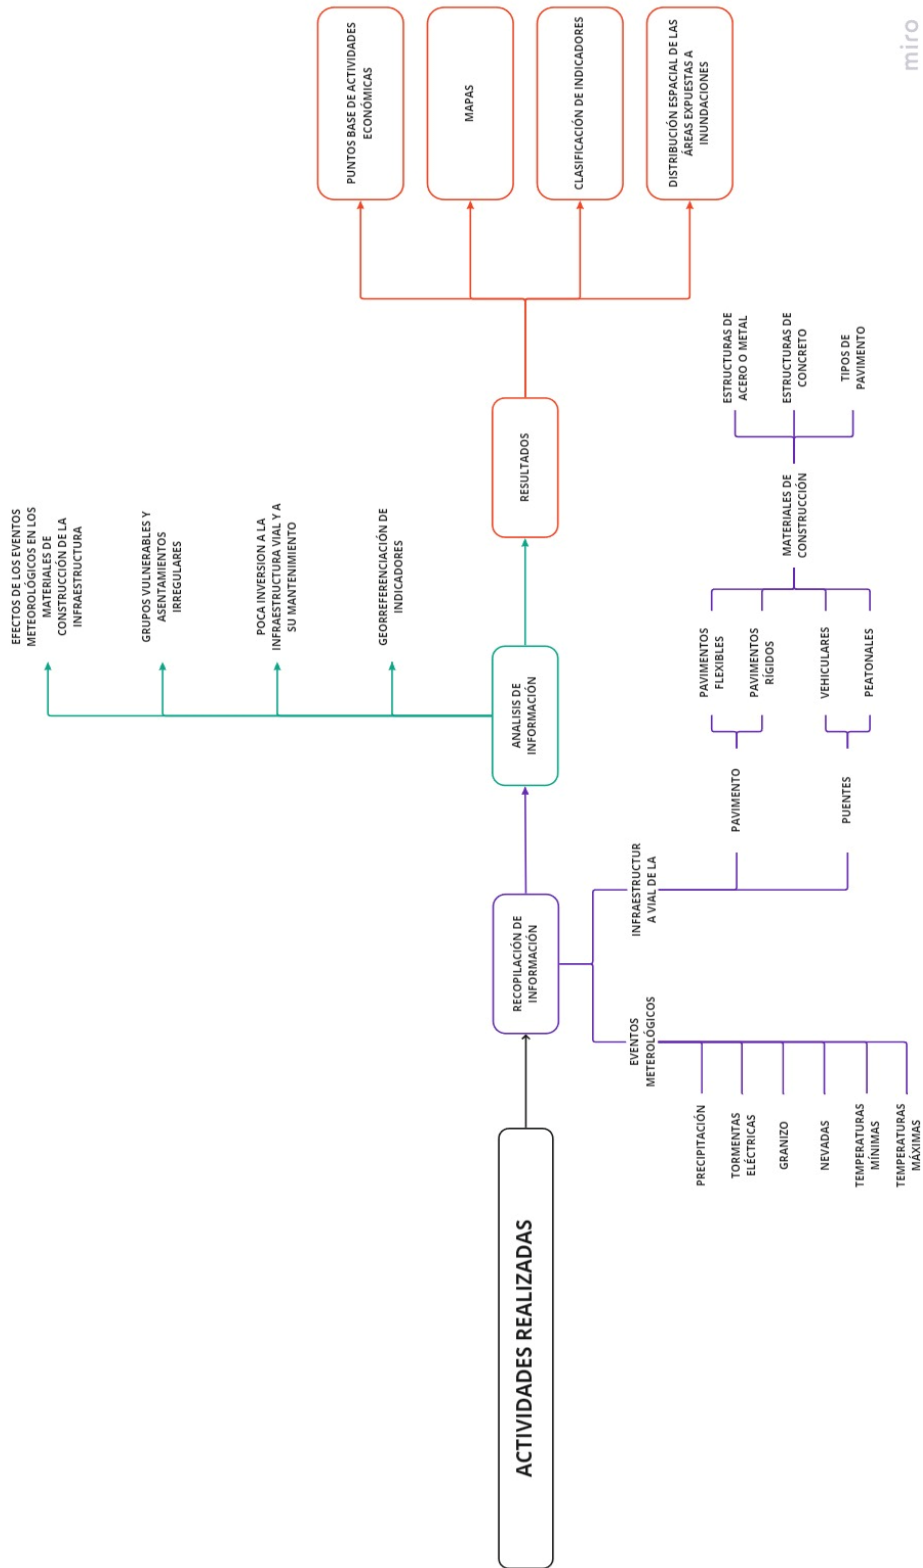 ACTIVIDADES REALIZADAS
RECOPILACIÓN DE
INFORMACIÓN
EVENTOS
METEROLÓGICOS
PRECIPITACIÓN
TORMENTAS
ELÉCTRICAS
GRANIZO
NEVADAS
TEMPERATURAS
MÍNIMAS
TEMPERATURAS
MÁXIMAS
INFRAESTRUCTUR
A VIAL DE LA
PAVIMENTO
PUENTES
PAVIMENTOS
FLEXIBLES
PAVIMENTOS
RÍGIDOS
VEHICULARES
PEATONALES
MATERIALES DE
CONSTRUCCIÓN
ESTRUCTURAS DE
ACERO O METAL
ESTRUCTURAS DE
CONCRETO
TIPOS DE
PAVIMENTO
ANALISIS DE
INFORMACIÓN
EFECTOS DE LOS EVENTOS
METEOROLÓGICOS EN LOS
MATERIALES DE
CONSTRUCCIÓN DE LA
INFRAESTRUCTURA
GRUPOS VULNERABLES Y
ASENTAMIENTOS
IRREGULARES
POCA INVERSION A LA
INFRAESTRUCTURA VIAL Y A
SU MANTENIMIENTO
GEORREFERENCIACIÓN DE
INDICADORES
RESULTADOS
PUNTOS BASE DE ACTIVIDADES
ECONÓMICAS
MAPAS
CLASIFICACIÓN DE INDICADORES
DISTRIBUCIÓN ESPACIAL DE LAS
ÁREAS EXPUESTAS A
INUNDACIONES
miro